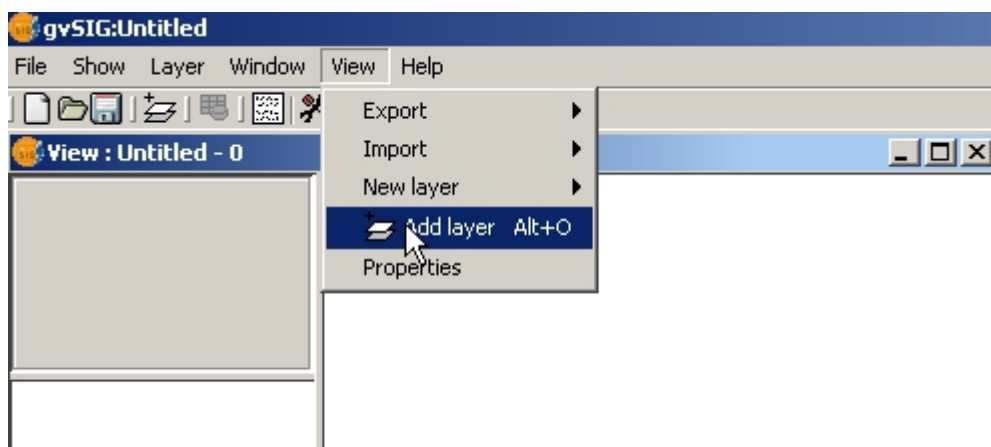 gvSIG:Untitled
File Show Layer Window View Help
View : Untitled - 0
Export
Import
New layer
Add layer Alt+O
Properties